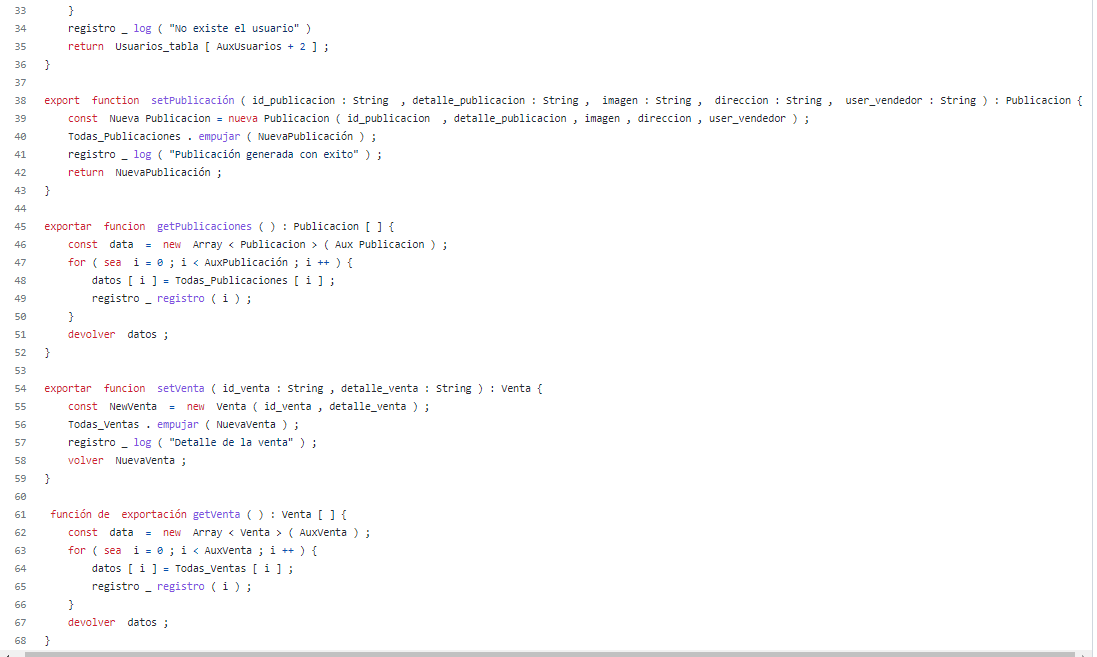 33 }
34 registro _ log ( "No existe el usuario" )
35 return Usuarios_tabla [ AuxUsuarios + 2 ] ;
36 }
37
38 export function setPublicación ( id_publicacion : String , detalle_publicacion : String , imagen : String , direccion : String , user_vendedor : String ) : Publicacion {
39 const Nueva Publicacion = nueva Publicacion ( id_publicacion , detalle_publicacion , imagen , direccion , user_vendedor ) ;
40 Todas_Publicaciones . empujar ( NuevaPublicación ) ;
41 registro _ log ( "Publicación generada con exito" ) ;
42 return NuevaPublicación ;
43 }
44
45 exportar funcion getPublicaciones ( ) : Publicacion [ ] {
46 const data = new Array < Publicacion > ( Aux Publicacion ) ;
47 for ( sea i = 0 ; i < AuxPublicación ; i ++ ) {
48 datos [ i ] = Todas_Publicaciones [ i ] ;
49 registro _ registro ( i ) ;
50 }
51 devolver datos ;
52 }
53
54 exportar funcion setVenta ( id_venta : String , detalle_venta : String ) : Venta {
55 const NewVenta = new Venta ( id_venta , detalle_venta ) ;
56 Todas_Ventas . empujar ( NuevaVenta ) ;
57 registro _ log ( "Detalle de la venta" ) ;
58 volver NuevaVenta ;
59 }
60
61 función de exportación getVenta ( ) : Venta [ ] {
62 const data = new Array < Venta > ( AuxVenta ) ;
63 for ( sea i = 0 ; i < AuxVenta ; i ++ ) {
64 datos [ i ] = Todas_Ventas [ i ] ;
65 registro _ registro ( i ) ;
66 }
67 devolver datos ;
68 }